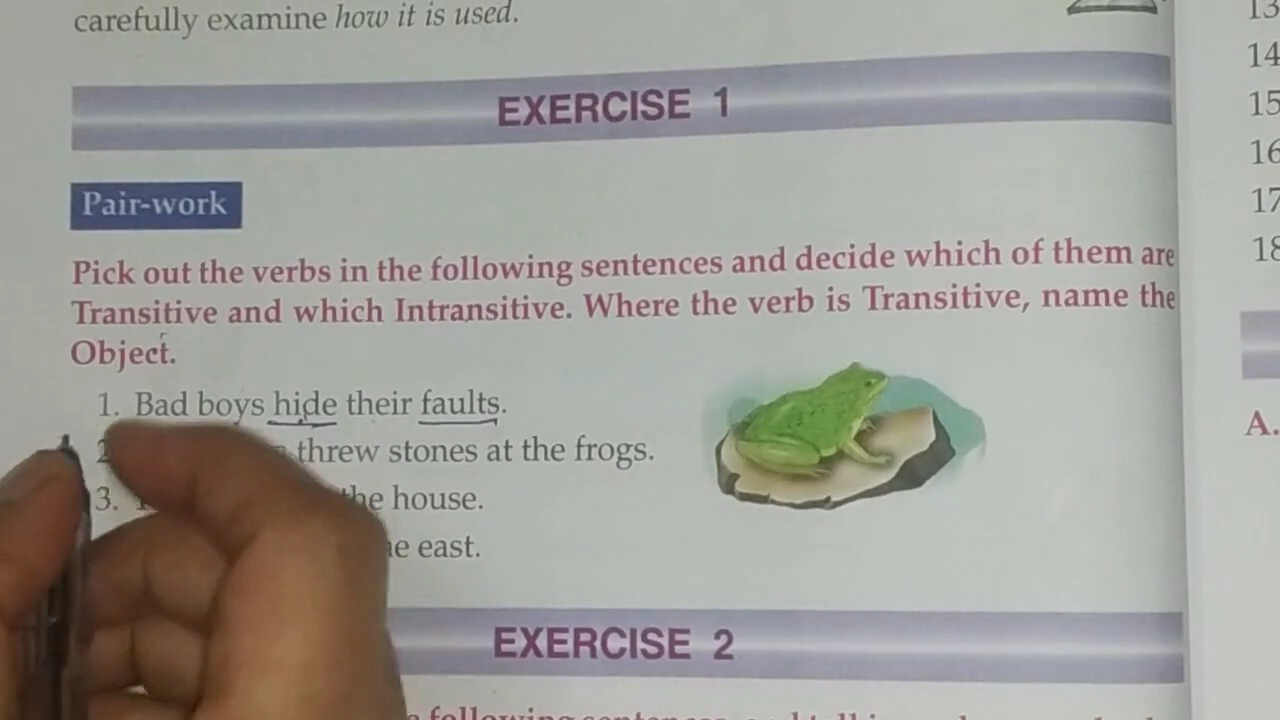 carefully examine how it is used.
EXERCISE 1
Pair-work
Pick out the verbs in the following sentences and decide which of them are
Transitive and which Intransitive. Where the verb is Transitive, name the
Object.
1. Bad boys hide their faults.
2 threw stones at the frogs.
3. the house.
east.
EXERCISE 2
following
13
14
15
16
17
18
A.